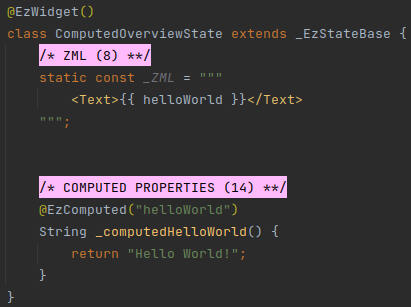 @EzWidget()
class ComputedOverviewState extends _EzStateBase {
/* ZML (8) **/
static const _ZML = """
<Text>{{ helloWorld }}</Text>
""";
/* COMPUTED PROPERTIES (14) **/
@EzComputed("helloWorld")
String _computedHelloWorld() {
return "Hello World!";
}
}